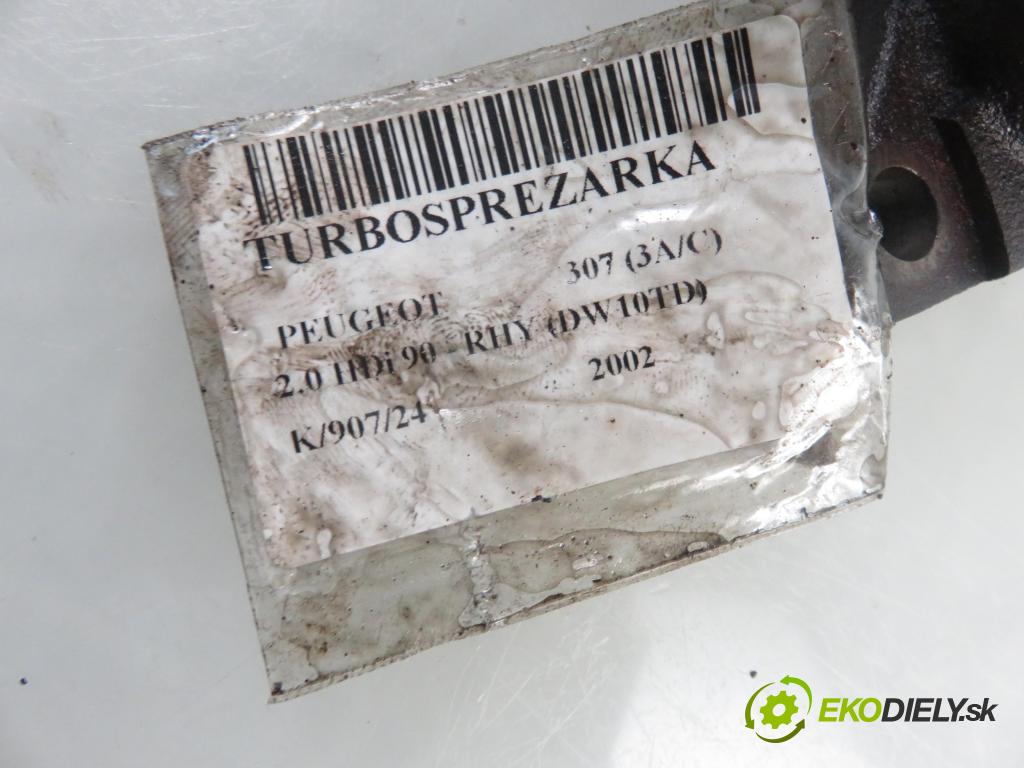 TURBOSPREZARKA
PEUGEOT 307 (3A/C)
2.0 HDi 90 RHY (DW10TD)
K/907/24 2002
EKODIELY.sk